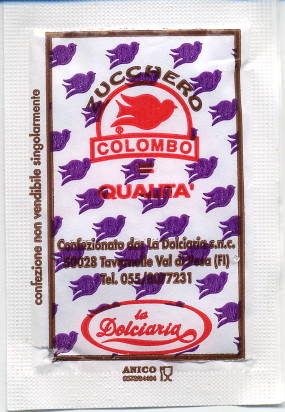 confezione non vendibile singolarmente
ZUCCHERO
®
COLOMBO
=
QUALITA'
Confezionato da: La Dolciaria s.n.c.
50028 Tavarnelle Val di Pesa (FI)
Tel. 055/8077231
la
Dolciaria
ANICO